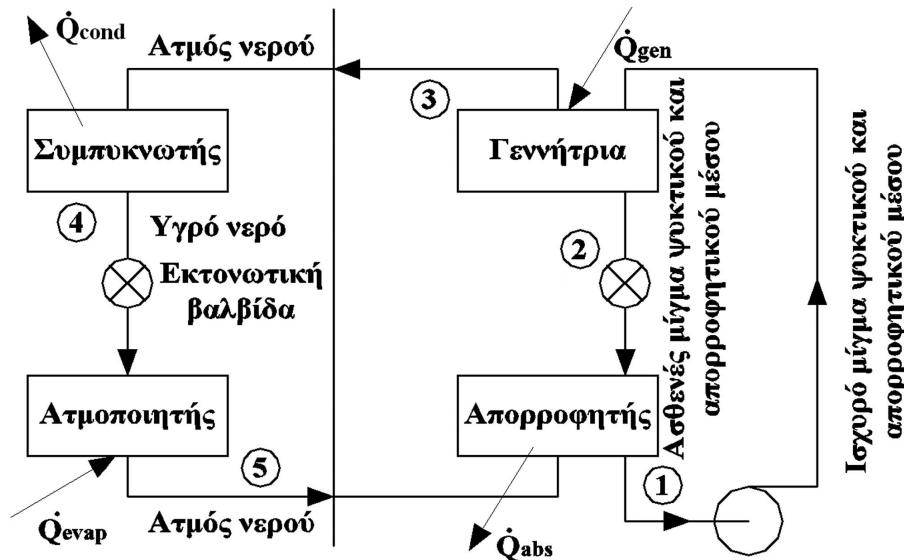 Q̇cond
Ατμός νερού
Q̇gen
3
Συμπυκνωτής
Γεννήτρια
4
Υγρό νερό
2
Εκτονωτική
βαλβίδα
Ασθενές μίγμα ψυκτικού και
απορροφητικού μέσου
Ισχυρό μίγμα ψυκτικού και
απορροφητικού μέσου
Ατμοποιητής
Απορροφητής
5
1
Q̇evap
Ατμός νερού
Q̇abs